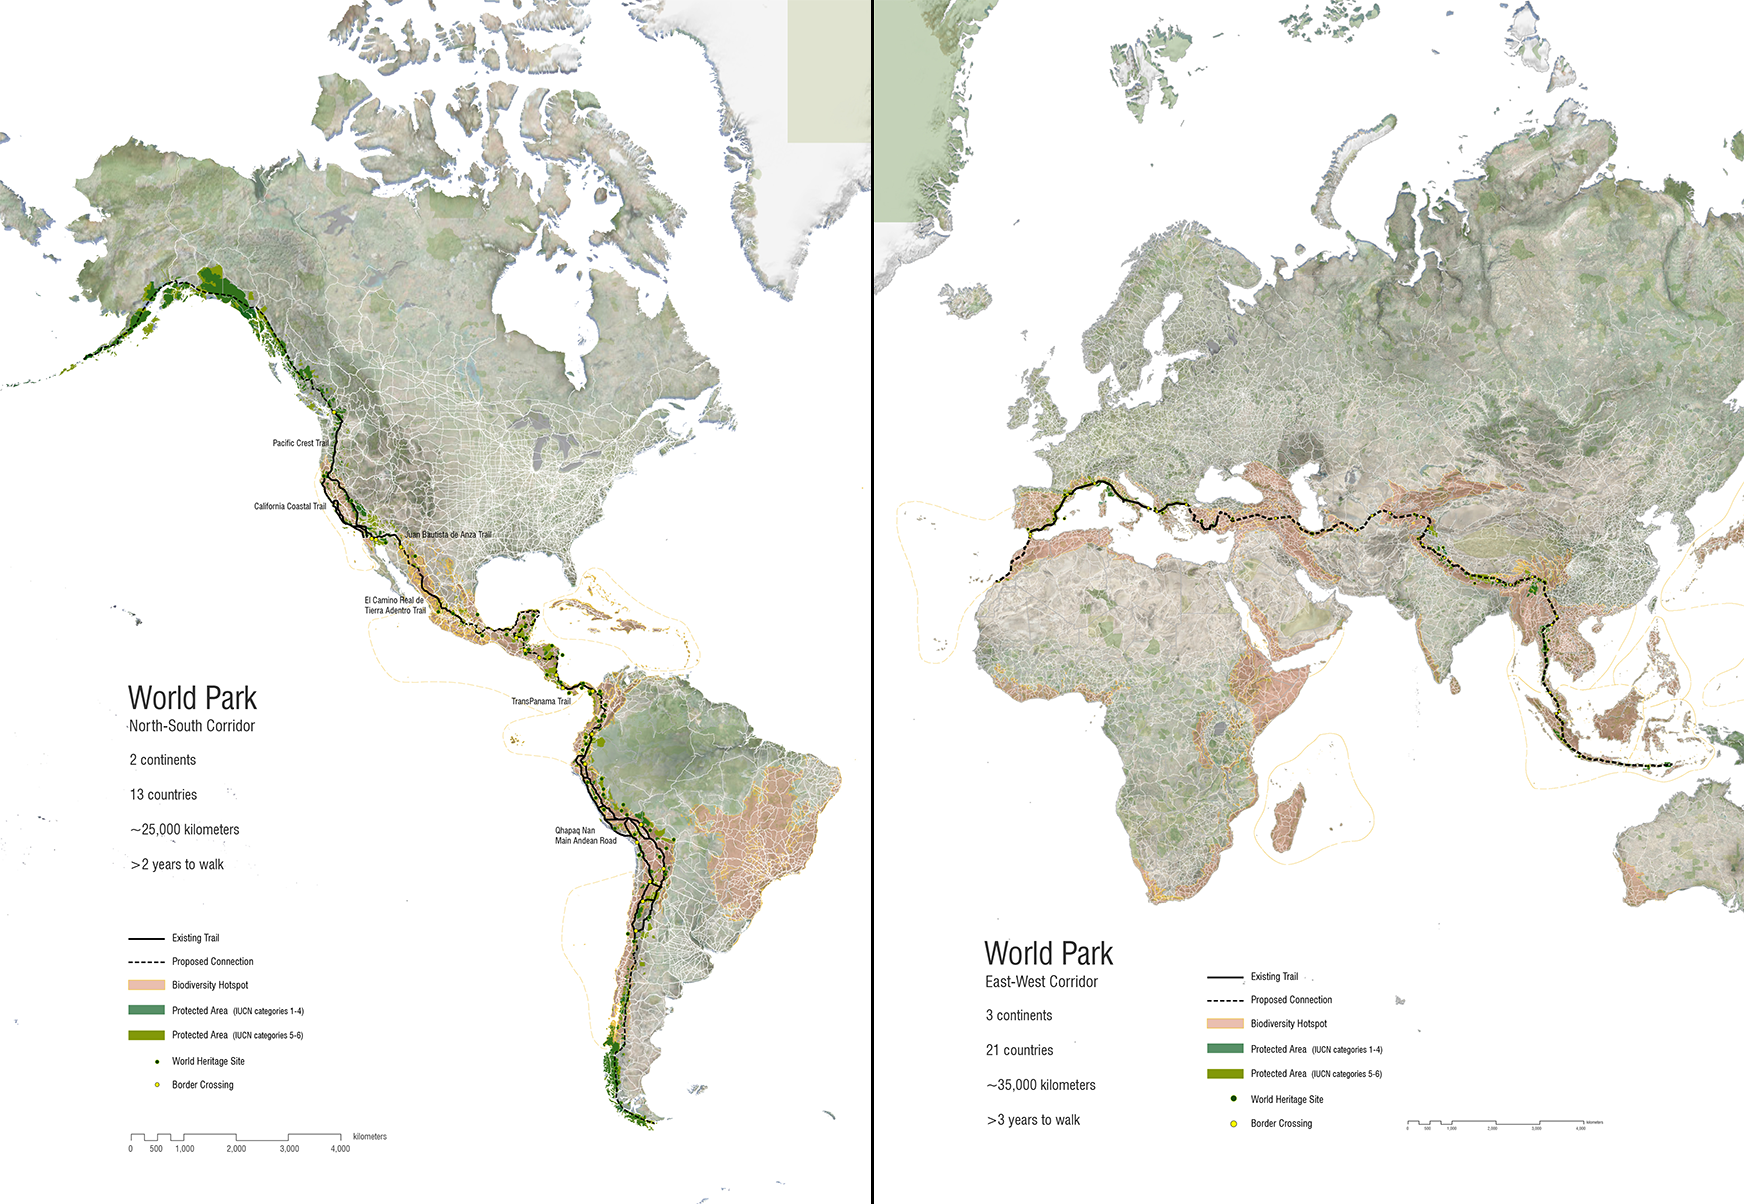 Pacific Crest Trail
California Coastal Trail
Juan Bautista de Anza Trail
El Camino Real de
Tierra Adentro Trail
TransPanama Trail
Qhapaq Nan
Main Andean Road
World Park
North-South Corridor
2 continents
13 countries
~25,000 kilometers
>2 years to walk
Existing Trail
Proposed Connection
Biodiversity Hotspot
Protected Area (IUCN categories 1-4)
Protected Area (IUCN categories 5-6)
World Heritage Site
Border Crossing
kilometers
0 500 1,000 2,000 3,000 4,000
World Park
East-West Corridor
3 continents
21 countries
~35,000 kilometers
>3 years to walk
Existing Trail
Proposed Connection
Biodiversity Hotspot
Protected Area (IUCN categories 1-4)
Protected Area (IUCN categories 5-6)
World Heritage Site
Border Crossing
kilometers
0 500 1,000 2,000 3,000 4,000